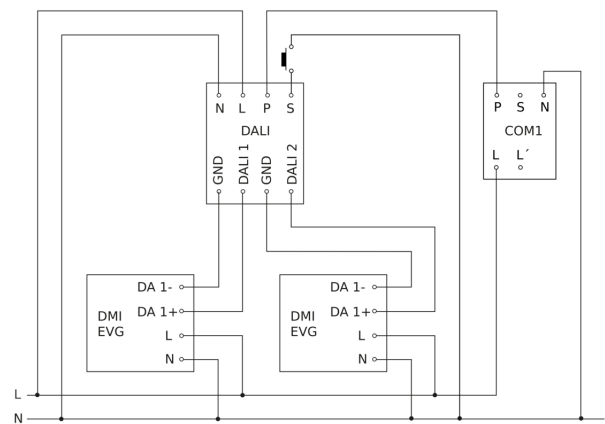 N L P S
DALI
GND DALI 1 GND DALI 2
P S N
COM1
L L´
DA 1-
DA 1+
DMI
EVG
L
N
DA 1-
DA 1+
DMI
EVG
L
N
L
N